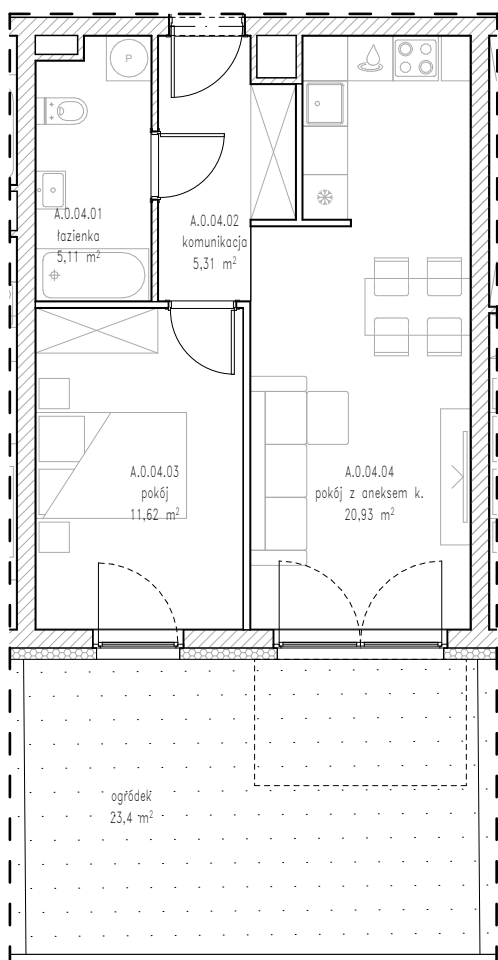 P
A.0.04.01
łazienka
5,11 m²
A.0.04.02
komunikacja
5,31 m²
A.0.04.03
pokój
11,62 m²
A.0.04.04
pokój z aneksem k.
20,93 m²
ogródek
23,4 m²